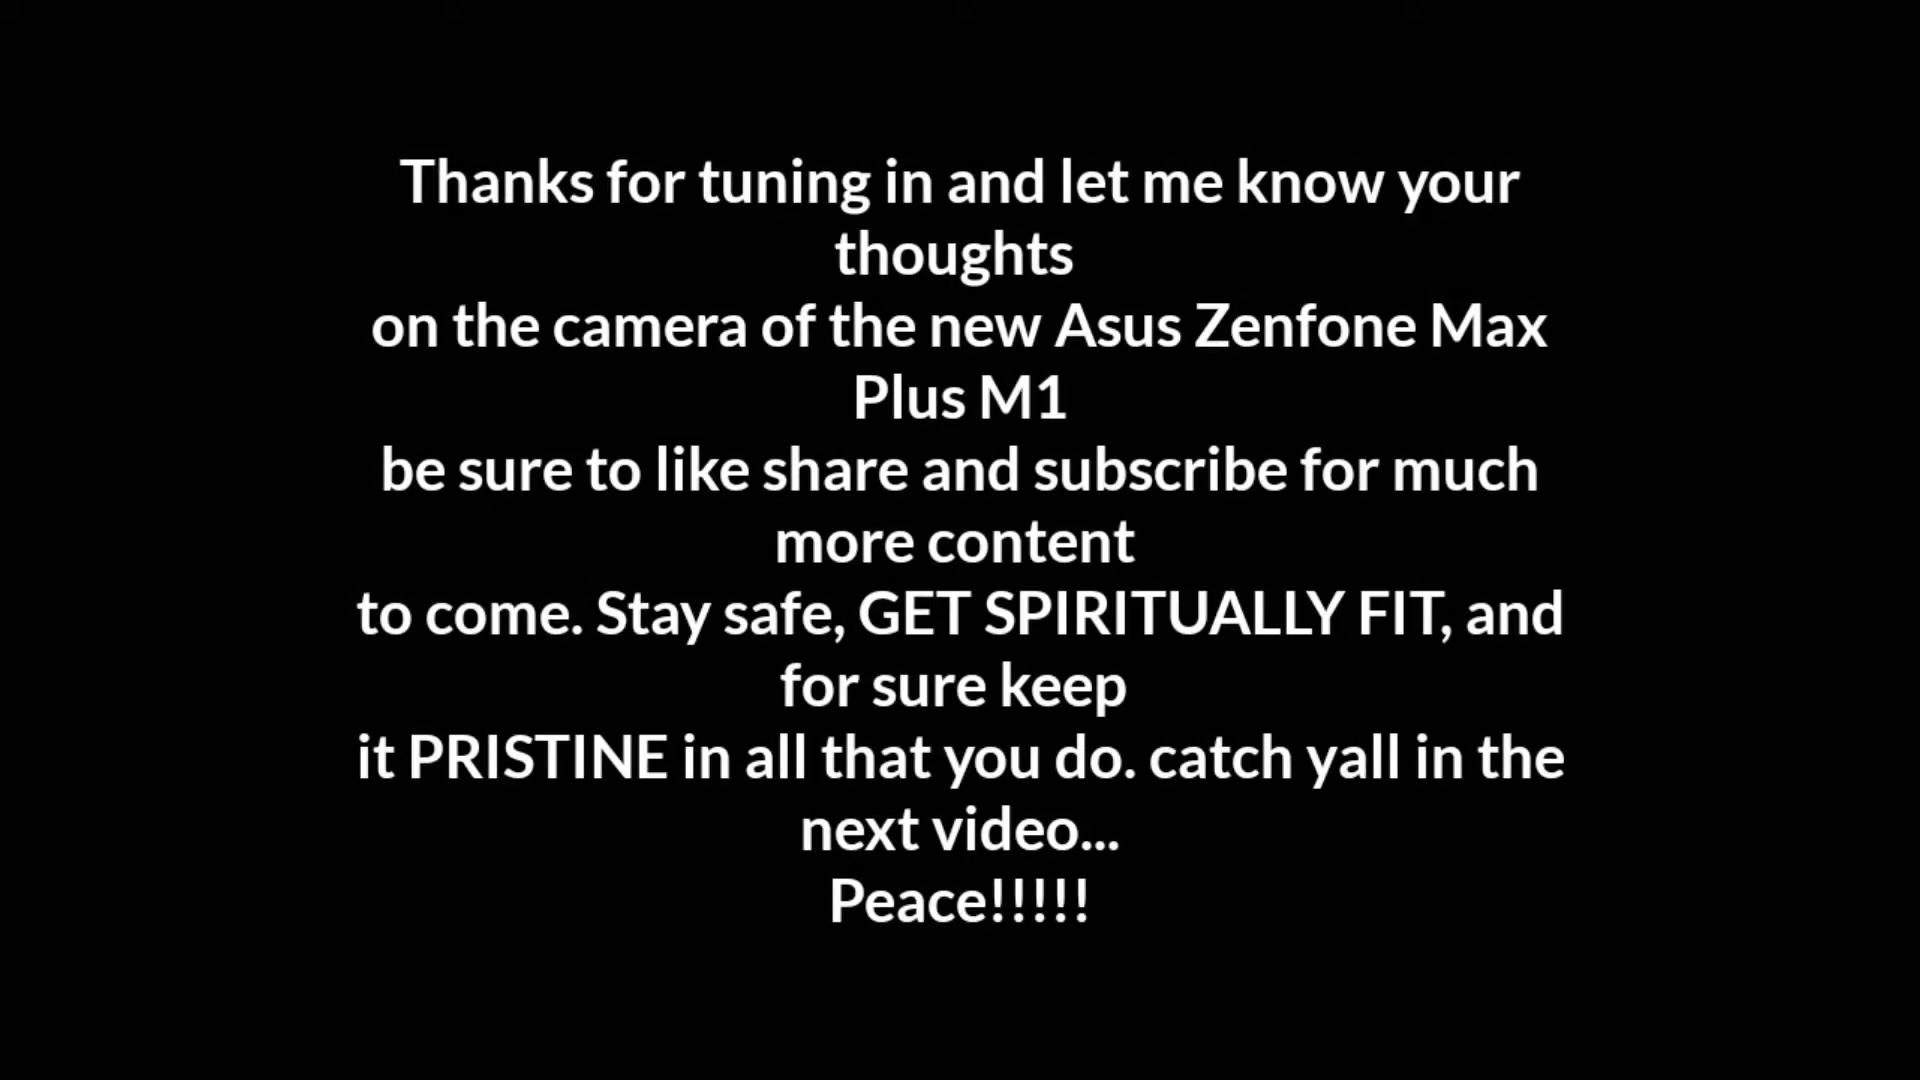 Thanks for tuning in and let me know your
thoughts
on the camera of the new Asus Zenfone Max
Plus M1
be sure to like share and subscribe for much
more content
to come. Stay safe, GET SPIRITUALLY FIT, and
for sure keep
it PRISTINE in all that you do. catch yall in the
next video...
Peace!!!!!